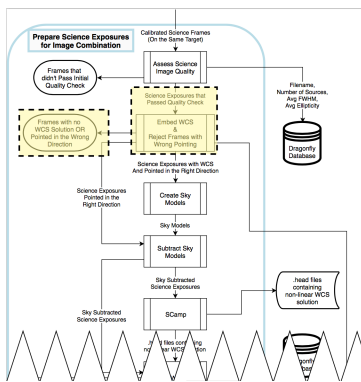 Prepare Science Exposures
for Image Combination
Calibrated Science Frames
(On the Same Target)
Frames that
didn't Pass Initial
Quality Check
Assess Science
Image Quality
Science Exposures that
Passed Quality Check
Filename,
Number of Sources,
Avg FWHM,
Avg Ellipticity
Frames with no
WCS Solution OR
Pointed in the Wrong
Direction
Embed WCS
&
Reject Frames with
Wrong Pointing
Dragonfly
Database
Science Exposures with WCS
And Pointed in the Right Direction
Science Exposures
Pointed in the
Right Direction
Create Sky
Models
Sky Models
Subtract Sky
Models
Sky Subtracted
Science Exposures
.head files
containing
non-linear WCS
solution
Sky Subtracted
Science Exposures
SCamp